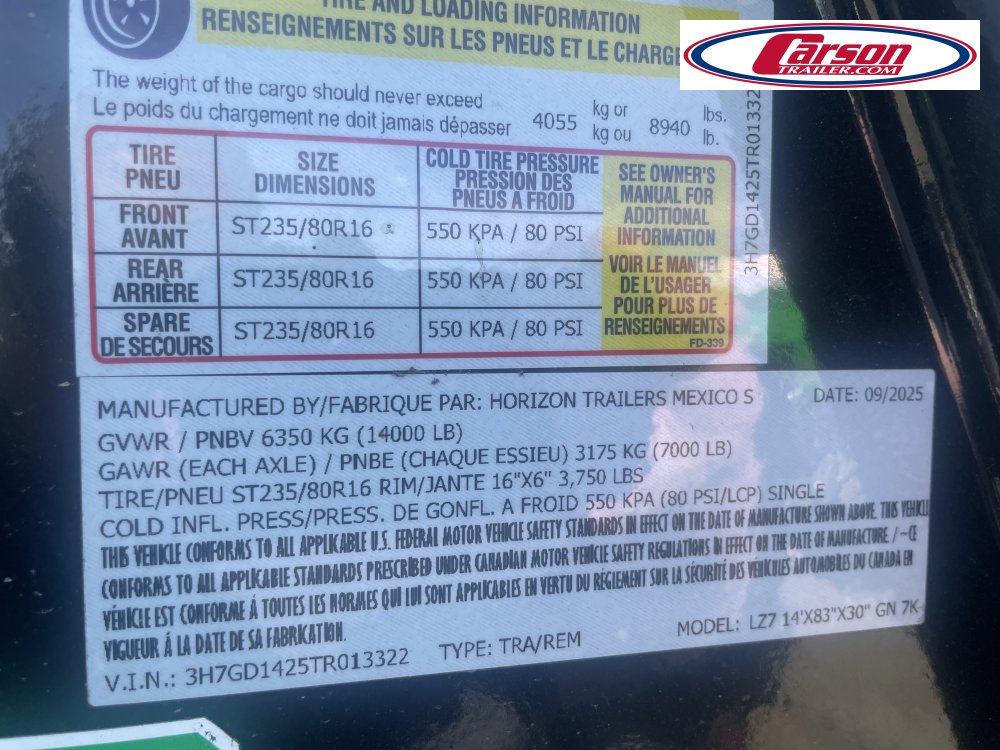 TIRE AND LOADING INFORMATION
RENSEIGNEMENTS SUR LES PNEUS ET LE CHARGE
Carson
TRAILER.COM
The weight of the cargo should never exceed 4055 kg or 8940 lbs.
Le poids du chargement ne doit jamais dépasser kg ou lb.
TIRE PNEU
SIZE DIMENSIONS
COLD TIRE PRESSURE PRESSION DES PNEUS A FROID
SEE OWNER'S
MANUAL FOR
ADDITIONAL
INFORMATION
VOIR LE MANUEL
DE L'USAGER
POUR PLUS DE
RENSEIGNEMENTS
FD-339
FRONT AVANT ST235/80R16 550 KPA / 80 PSI
REAR ARRIÈRE ST235/80R16 550 KPA / 80 PSI
SPARE DE SECOURS ST235/80R16 550 KPA / 80 PSI
3H7GD1425TR013322
MANUFACTURED BY/FABRIQUE PAR: HORIZON TRAILERS MEXICO S DATE: 09/2025
GVWR / PNBV 6350 KG (14000 LB)
GAWR (EACH AXLE) / PNBE (CHAQUE ESSIEU) 3175 KG (7000 LB)
TIRE/PNEU ST235/80R16 RIM/JANTE 16"X6" 3,750 LBS
COLD INFL. PRESS/PRESS. DE GONFL. A FROID 550 KPA (80 PSI/LCP) SINGLE
THIS VEHICLE CONFORMS TO ALL APPLICABLE U.S. FEDERAL MOTOR VEHICLE SAFETY STANDARDS IN EFFECT ON THE DATE OF MANUFACTURE SHOWN ABOVE. THIS VEHICLE
CONFORMS TO ALL APPLICABLE STANDARDS PRESCRIBED UNDER CANADIAN MOTOR VEHICLE SAFETY REGULATIONS IN EFFECT ON THE DATE OF MANUFACTURE / ~CE
VÉHICLE EST CONFORME Á TOUTES LES NORMES QUI LUI SONT APPLICABLES EN VERTU DU RÉGLEMENT SUR LA SÉCURITÉ DES VÉHICULES AUTOMOBILES DU CANADA EN
VIGUEUR Á LA DATE DE SA FABRICATION.
V.I.N.: 3H7GD1425TR013322 TYPE: TRA/REM MODEL: LZ7 14'X83"X30" GN 7K